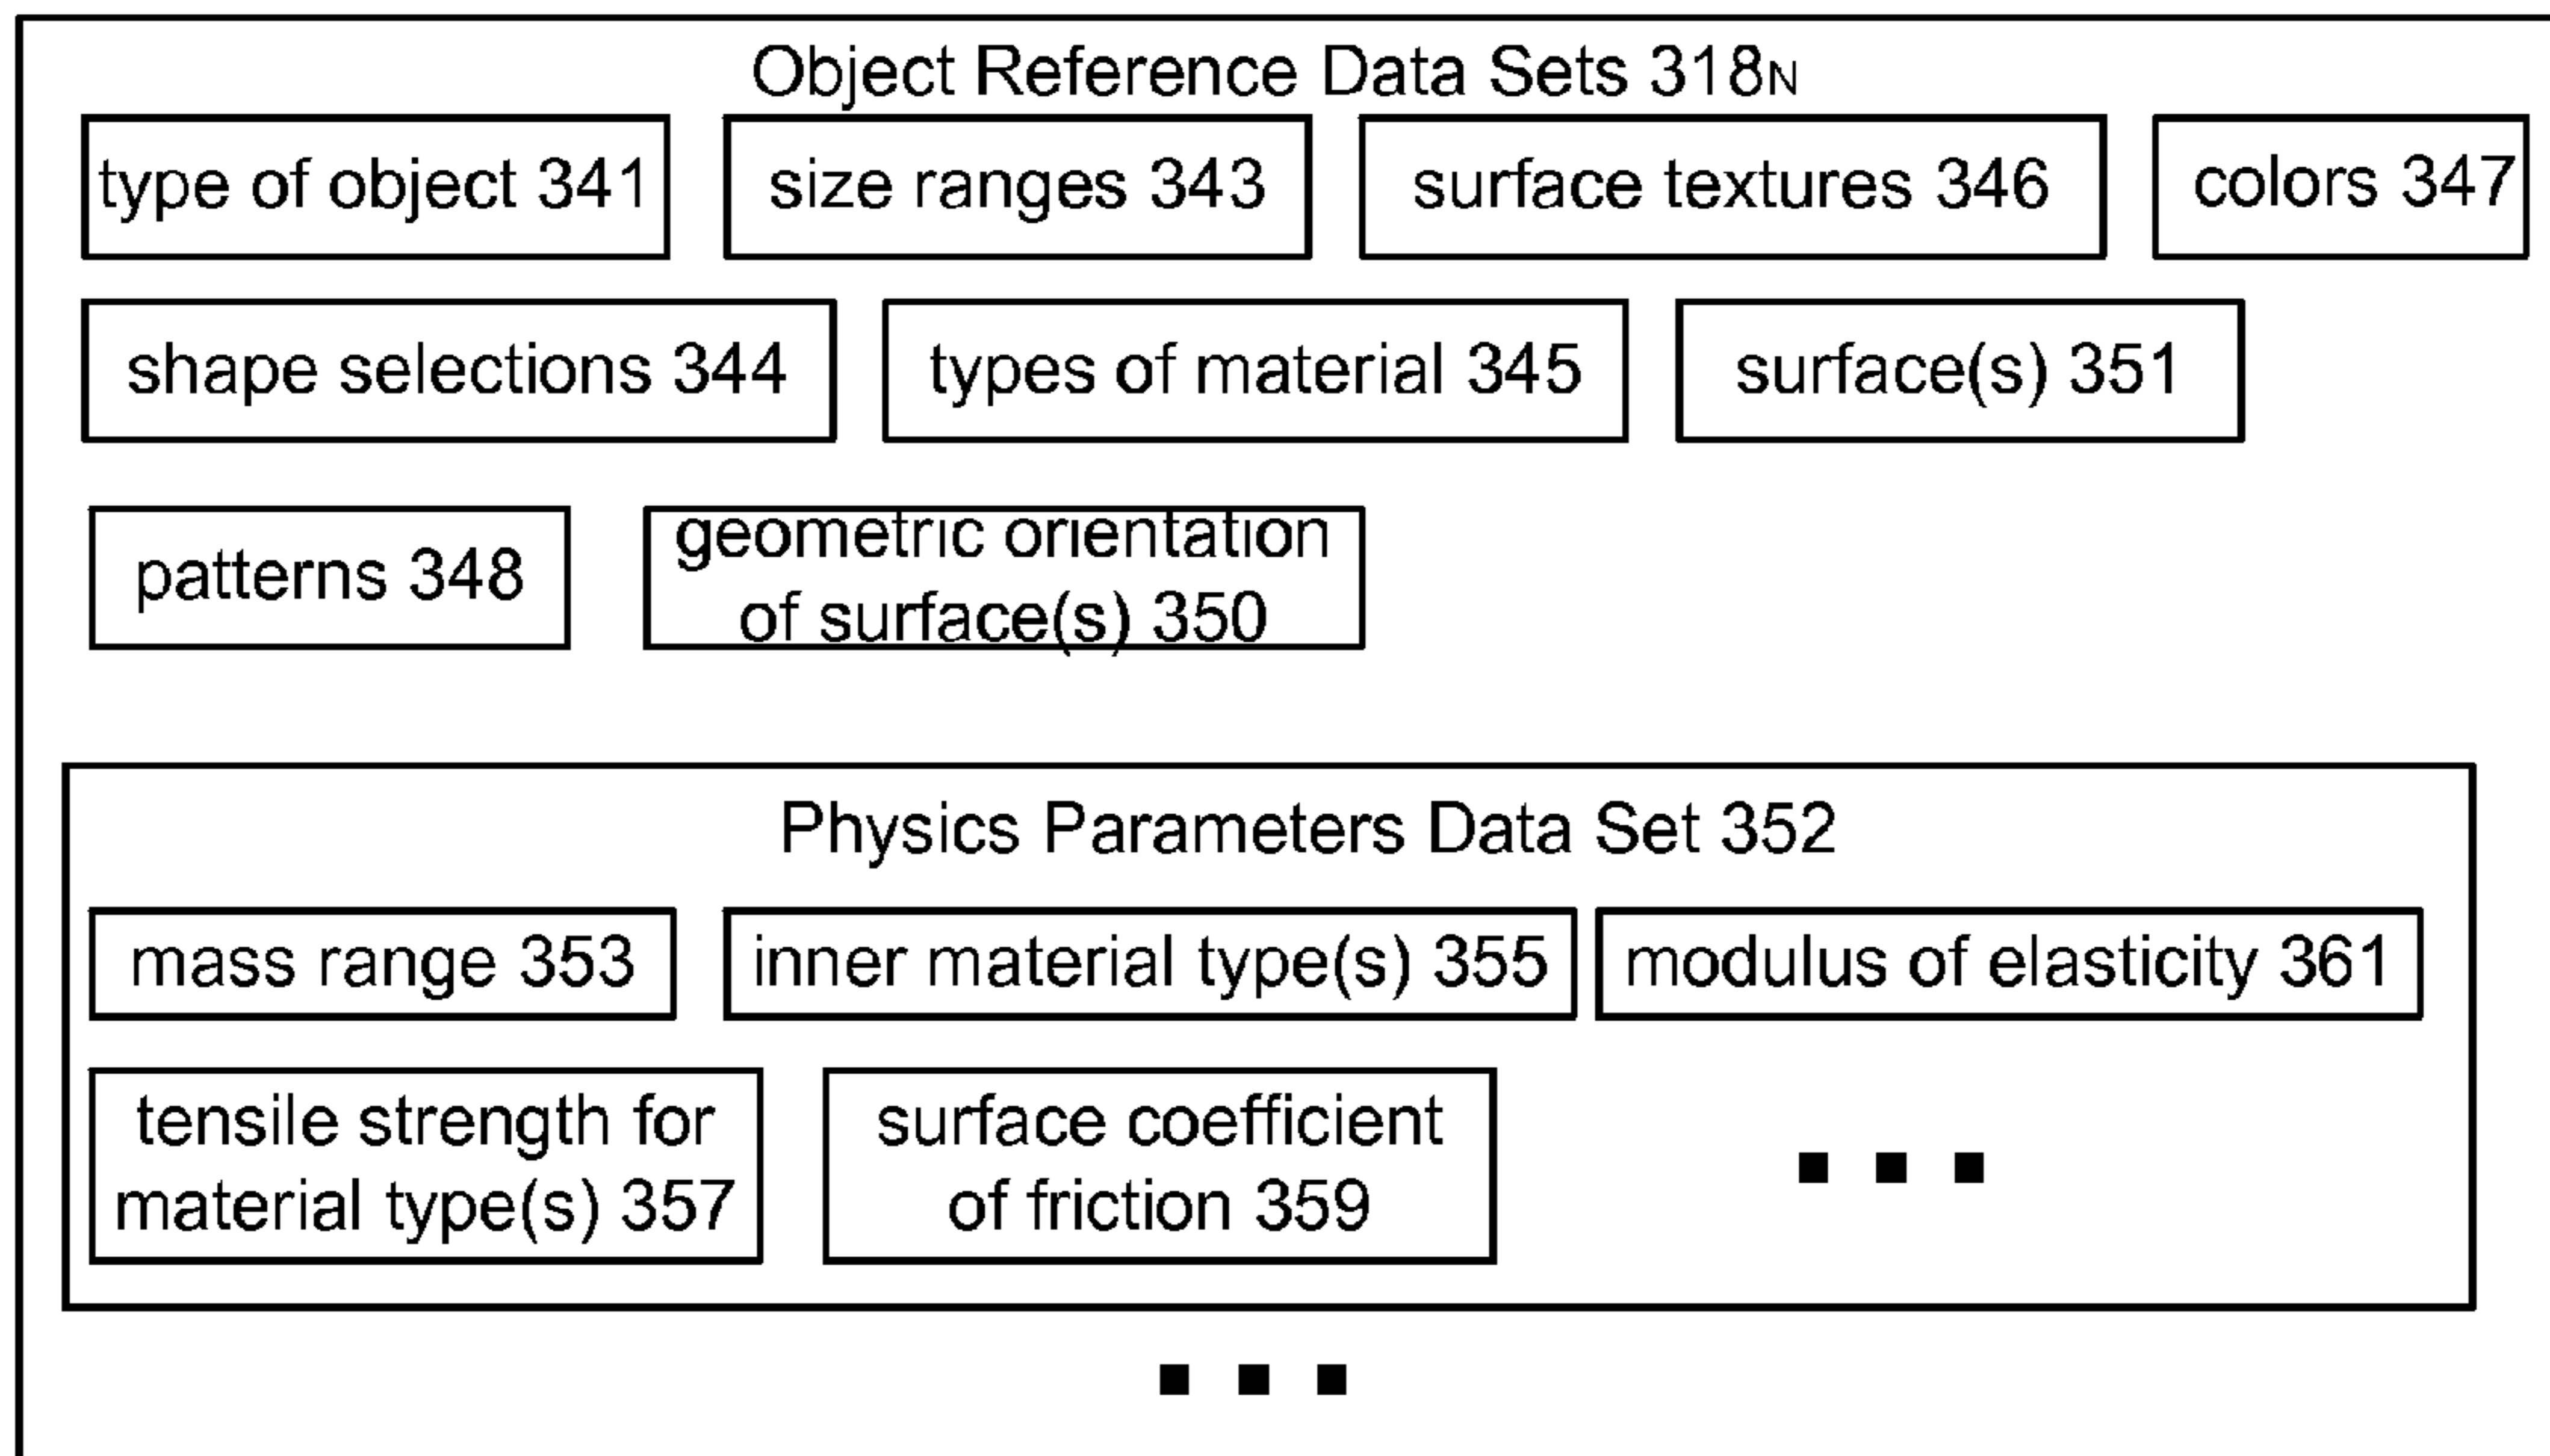 Object Reference Data Sets 318N
type of object 341
size ranges 343
surface textures 346
colors 347
shape selections 344
types of material 345
surface(s) 351
patterns 348
geometric orientation
of surface(s) 350
Physics Parameters Data Set 352
mass range 353
inner material type(s) 355
modulus of elasticity 361
tensile strength for
material type(s) 357
surface coefficient
of friction 359